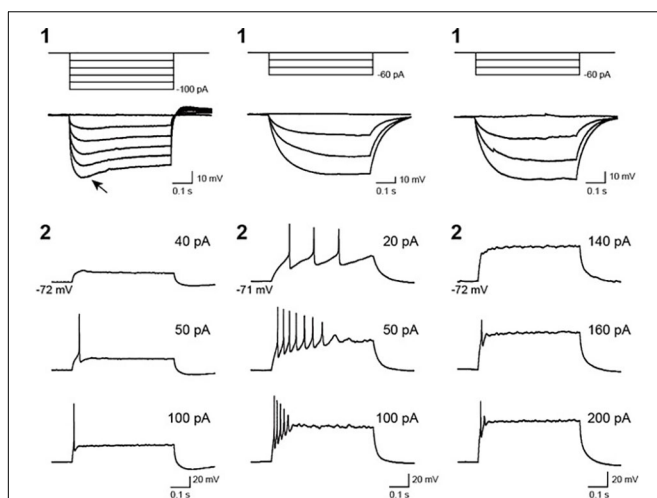 1
1
1
-100 pA
-60 pA
-60 pA
10 mV
0.1 s
10 mV
0.1 s
10 mV
0.1 s
2
40 pA
2
20 pA
2
140 pA
-72 mV
-71 mV
-72 mV
50 pA
50 pA
160 pA
100 pA
100 pA
200 pA
20 mV
0.1 s
20 mV
0.1 s
20 mV
0.1 s